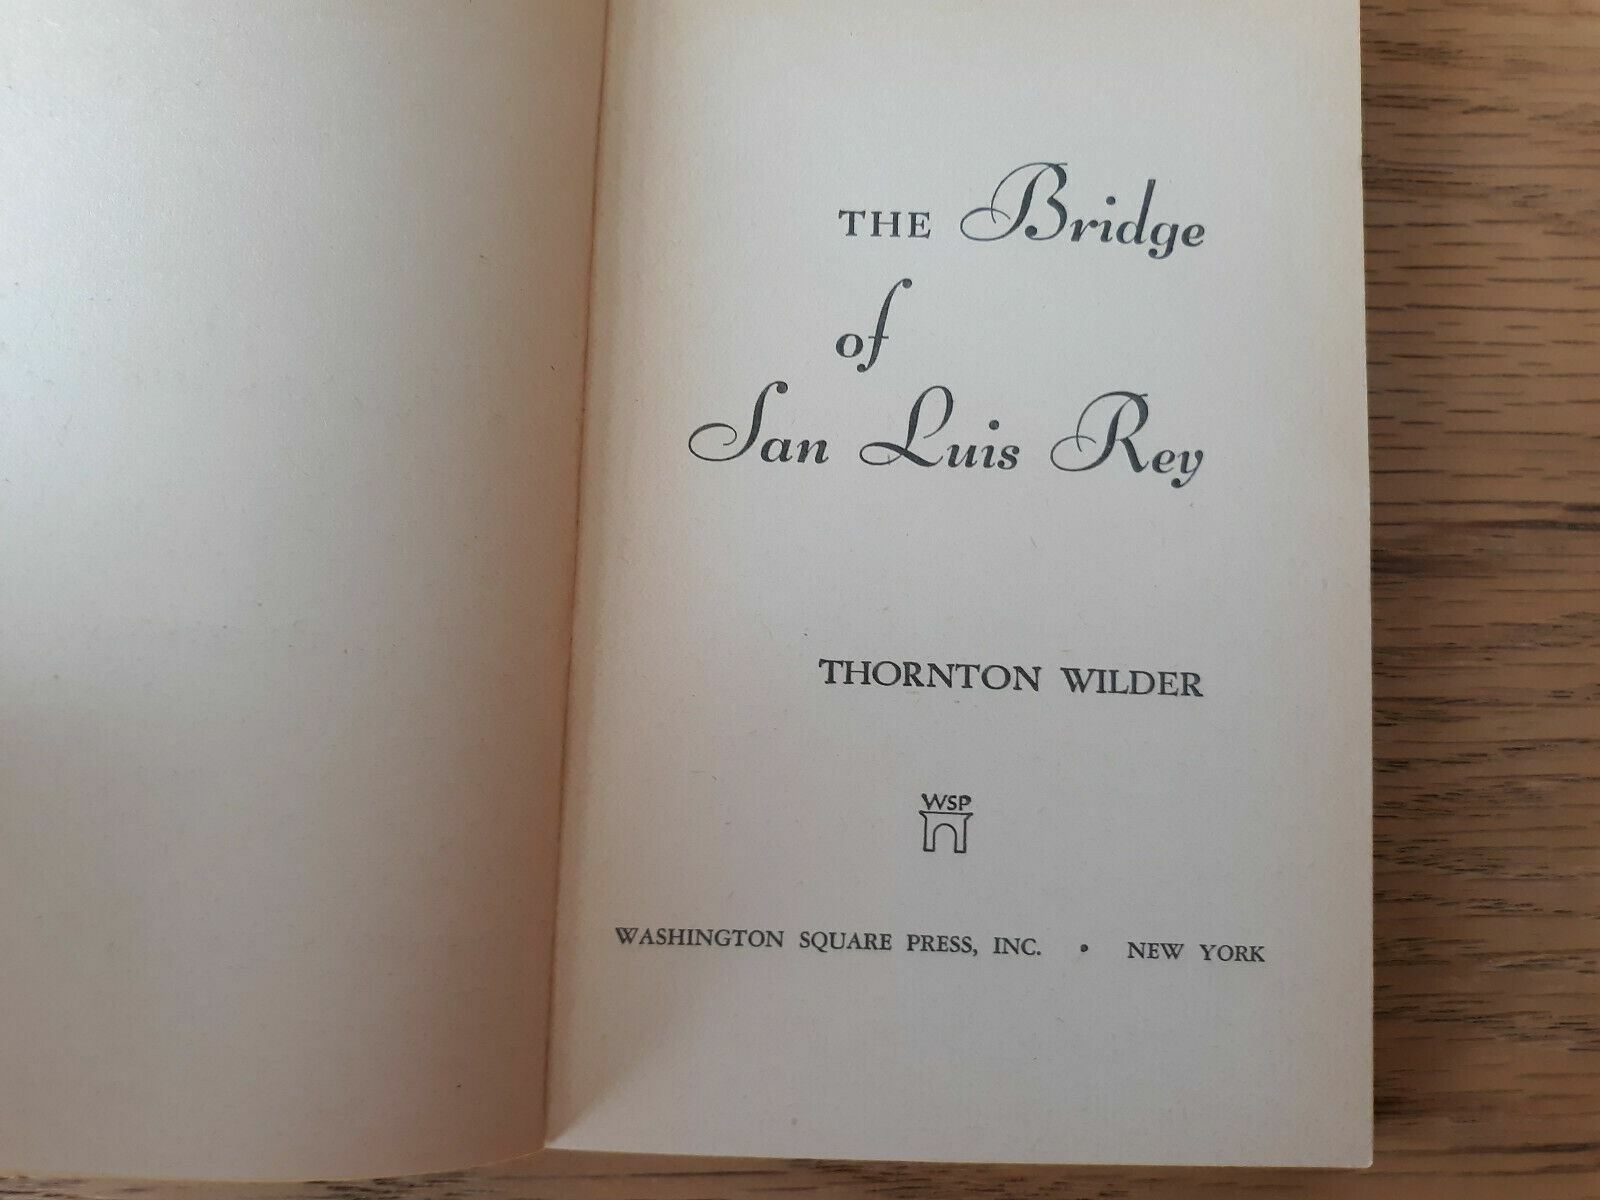 THE Bridge
of
San Luis Rey
THORNTON WILDER
WSP
WASHINGTON SQUARE PRESS, INC. • NEW YORK